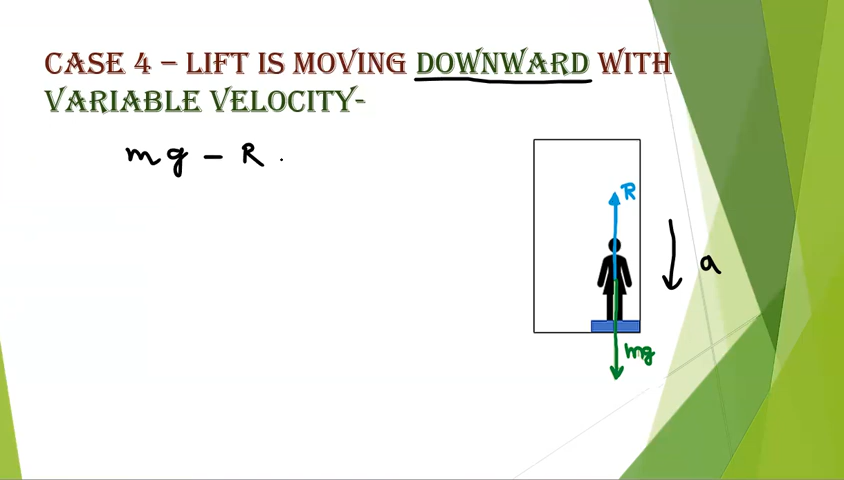 CASE 4 – LIFT IS MOVING DOWNWARD WITH
VARIABLE VELOCITY-
mg - R
R
a
mg